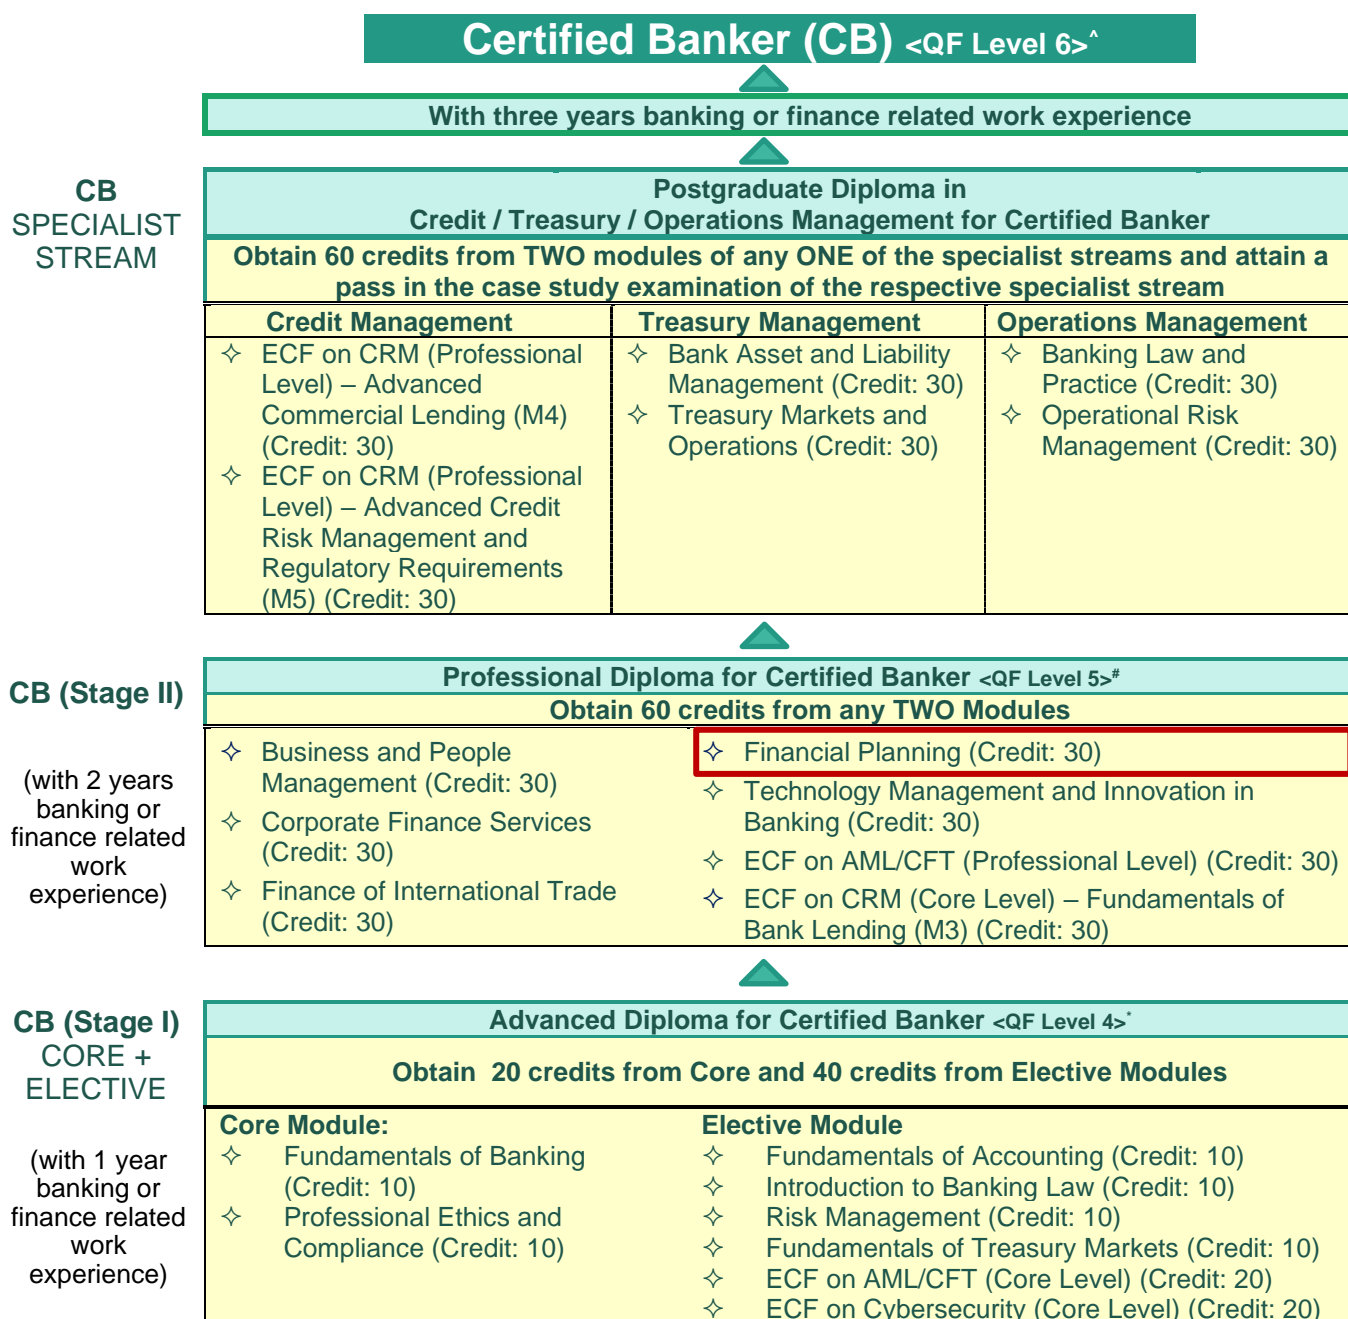 Certified Banker (CB) <QF Level 6>^
With three years banking or finance related work experience
CB
SPECIALIST
STREAM
Postgraduate Diploma in
Credit / Treasury / Operations Management for Certified Banker
Obtain 60 credits from TWO modules of any ONE of the specialist streams and attain a
pass in the case study examination of the respective specialist stream
Credit Management
✧ ECF on CRM (Professional
Level) – Advanced
Commercial Lending (M4)
(Credit: 30)
✧ ECF on CRM (Professional
Level) – Advanced Credit
Risk Management and
Regulatory Requirements
(M5) (Credit: 30)
Treasury Management
✧ Bank Asset and Liability
Management (Credit: 30)
✧ Treasury Markets and
Operations (Credit: 30)
Operations Management
✧ Banking Law and
Practice (Credit: 30)
✧ Operational Risk
Management (Credit: 30)
CB (Stage II)
(with 2 years
banking or
finance related
work
experience)
Professional Diploma for Certified Banker <QF Level 5>#
Obtain 60 credits from any TWO Modules
✧ Business and People
Management (Credit: 30)
✧ Corporate Finance Services
(Credit: 30)
✧ Finance of International Trade
(Credit: 30)
✧ Financial Planning (Credit: 30)
✧ Technology Management and Innovation in
Banking (Credit: 30)
✧ ECF on AML/CFT (Professional Level) (Credit: 30)
✧ ECF on CRM (Core Level) – Fundamentals of
Bank Lending (M3) (Credit: 30)
CB (Stage I)
CORE +
ELECTIVE
(with 1 year
banking or
finance related
work
experience)
Advanced Diploma for Certified Banker <QF Level 4>*
Obtain 20 credits from Core and 40 credits from Elective Modules
Core Module:
✧ Fundamentals of Banking
(Credit: 10)
✧ Professional Ethics and
Compliance (Credit: 10)
Elective Module
✧ Fundamentals of Accounting (Credit: 10)
✧ Introduction to Banking Law (Credit: 10)
✧ Risk Management (Credit: 10)
✧ Fundamentals of Treasury Markets (Credit: 10)
✧ ECF on AML/CFT (Core Level) (Credit: 20)
✧ ECF on Cybersecurity (Core Level) (Credit: 20)